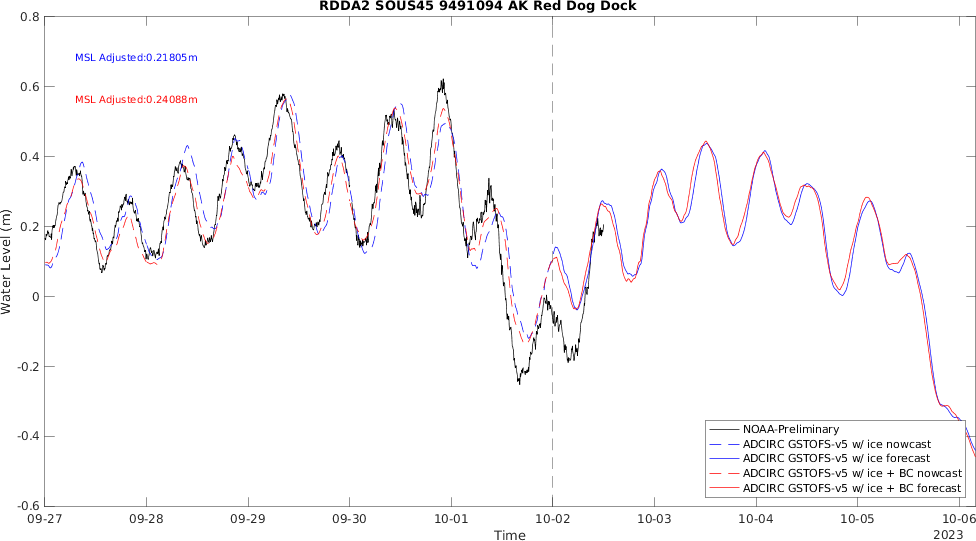 RDDA2 SOUS45 9491094 AK Red Dog Dock
0.8
MSL Adjusted:0.21805m
0.6
MSL Adjusted:0.24088m
0.4
0.2
0
-0.2
-0.4
-0.6
Water Level (m)
NOAA-Preliminary
ADCIRC GSTOFS-v5 w/ ice nowcast
ADCIRC GSTOFS-v5 w/ ice forecast
ADCIRC GSTOFS-v5 w/ ice + BC nowcast
ADCIRC GSTOFS-v5 w/ ice + BC forecast
09-27 09-28 09-29 09-30 10-01 10-02 10-03 10-04 10-05 10-06
Time
2023